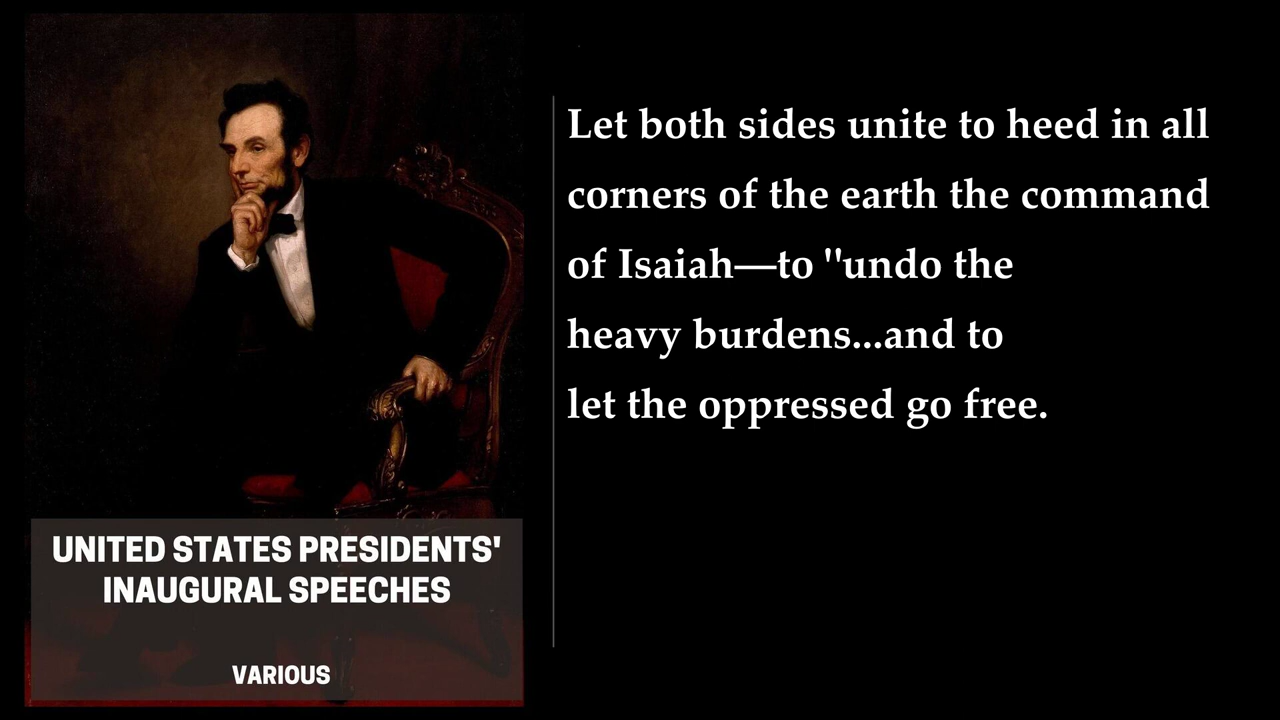 Let both sides unite to heed in all
corners of the earth the command
of Isaiah—to "undo the
heavy burdens...and to
let the oppressed go free.
UNITED STATES PRESIDENTS'
INAUGURAL SPEECHES
VARIOUS